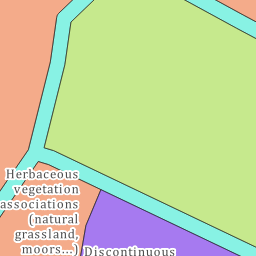 Herbaceous
vegetation
associations
(natural
grassland,
moors...)
Discontinuous